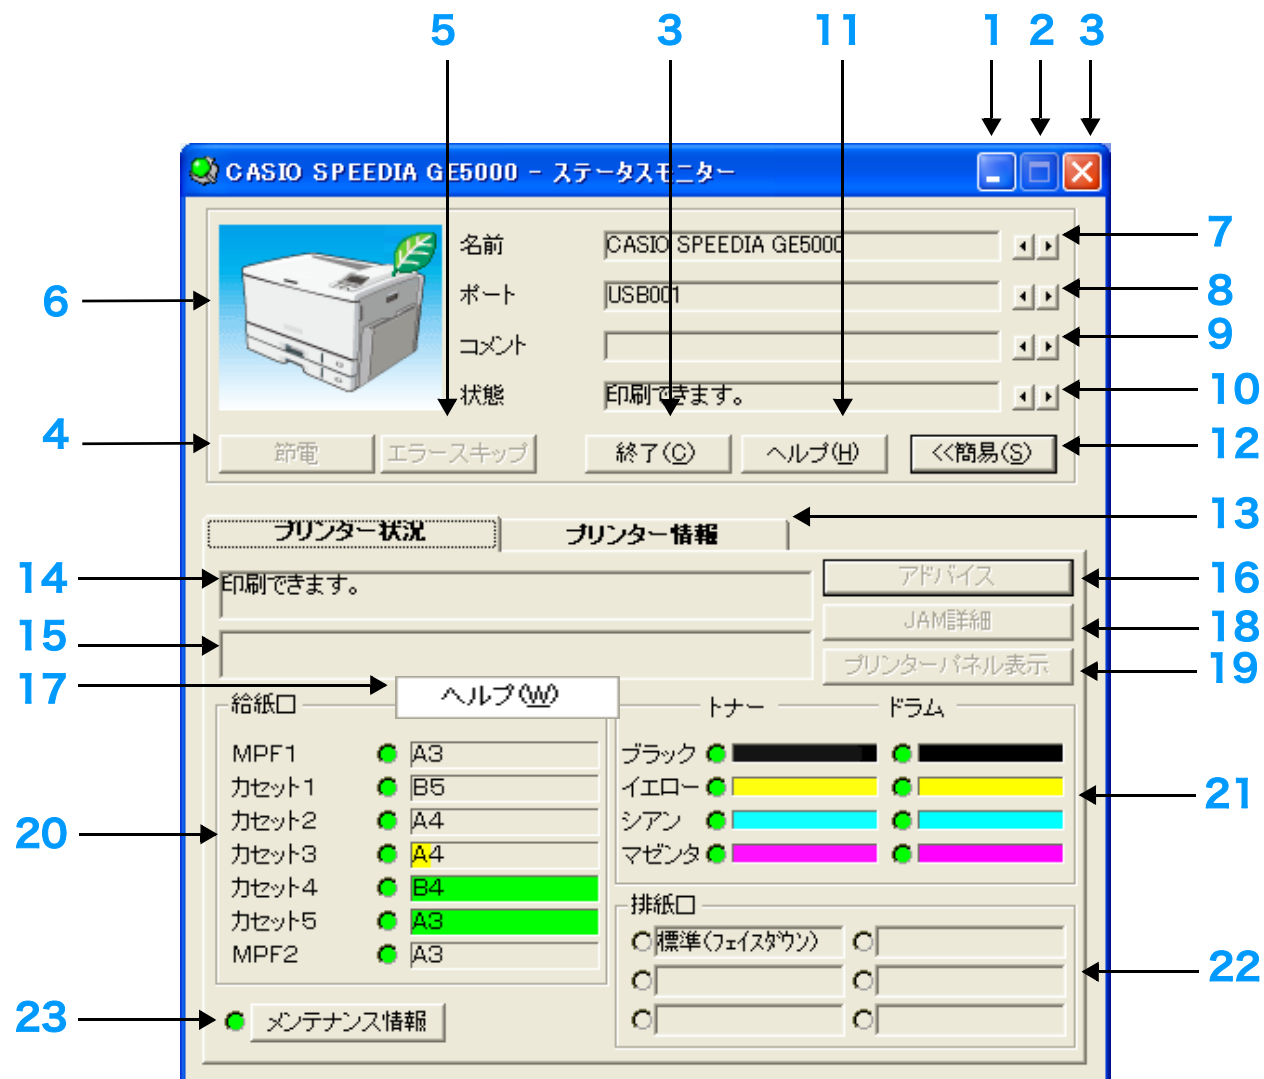 5 3 11 1 2 3
CASIO SPEEDIA GE5000 - ステータスモニター
名前 CASIO SPEEDIA GE5000 7
6 ポート USB001 8
コメント 9
状態 印刷できます。 10
4 節電 エラースキップ 終了(C) ヘルプ(H) <<簡易(S) 12
プリンター状況 プリンター情報 13
14 印刷できます。 アドバイス 16
15 JAM詳細 18
プリンターパネル表示 19
17 ヘルプ(W)
給紙口 トナー ドラム
MPF1 A3 ブラック
カセット1 B5 イエロー 21
20 カセット2 A4 シアン
カセット3 A4 マゼンタ
カセット4 B4
カセット5 A3 排紙口
MPF2 A3 標準(フェイスダウン) 22
23 メンテナンス情報